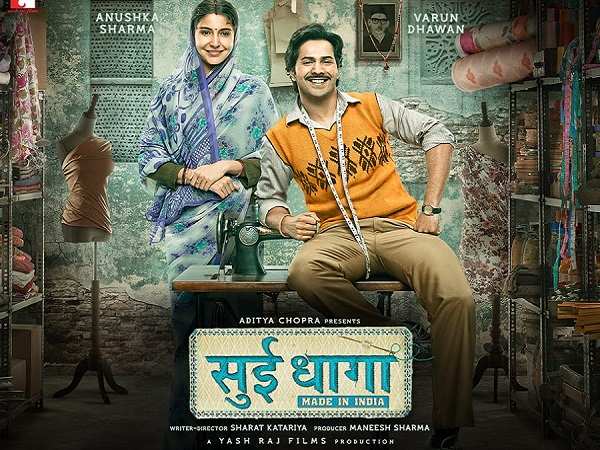 ANUSHKA
SHARMA
VARUN
DHAWAN
ADITYA CHOPRA PRESENTS
सुई धागा
MADE IN INDIA
WRITER-DIRECTOR SHARAT KATARIYA PRODUCER MANEESH SHARMA
A YASH RAJ FILMS PRODUCTION